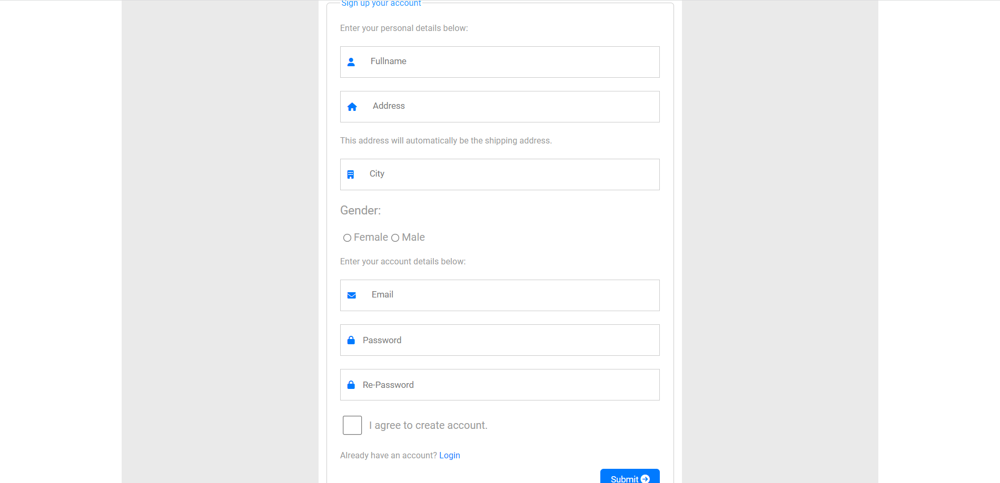 Sign up your account
Enter your personal details below:
Fullname
Address
This address will automatically be the shipping address.
City
Gender:
Female Male
Enter your account details below:
Email
Password
Re-Password
I agree to create account.
Already have an account? Login
Submit